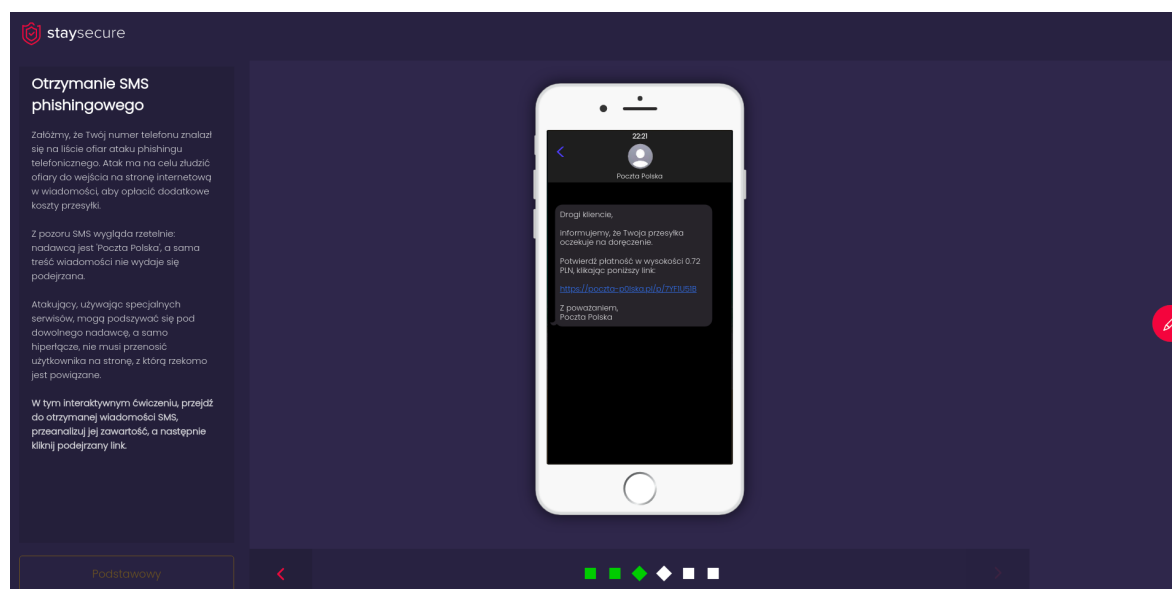 staysecure
Otrzymanie SMS
phishingowego
Załóżmy, że Twój numer telefonu znalazł
się na liście ofiar ataku phishingu
telefonicznego. Atak ma na celu złudzić
ofiary do wejścia na stronę internetową
w wiadomości, aby opłacić dodatkowe
koszty przesyłki.
Z pozoru SMS wygląda rzetelnie:
nadawcą jest 'Poczta Polska', a sama
treść wiadomości nie wydaje się
podejrzana.
Atakujący, używając specjalnych
serwisów, mogą podszywać się pod
dowolnego nadawcę, a samo
hiperłącze, nie musi przenosić
użytkownika na stronę, z którą rzekomo
jest powiązane.
W tym interaktywnym ćwiczeniu, przejdź
do otrzymanej wiadomości SMS,
przeanalizuj jej zawartość, a następnie
kliknij podejrzany link.
Podstawowy
22:21
Poczta Polska
Drogi kliencie,
informujemy, że Twoja przesyłka
oczekuje na doręczenie.
Potwierdź płatność w wysokości 0.72
PLN, klikając poniższy link:
https://poczta-p0lska.pl/p/7YF1US1B
Z poważaniem,
Poczta Polska